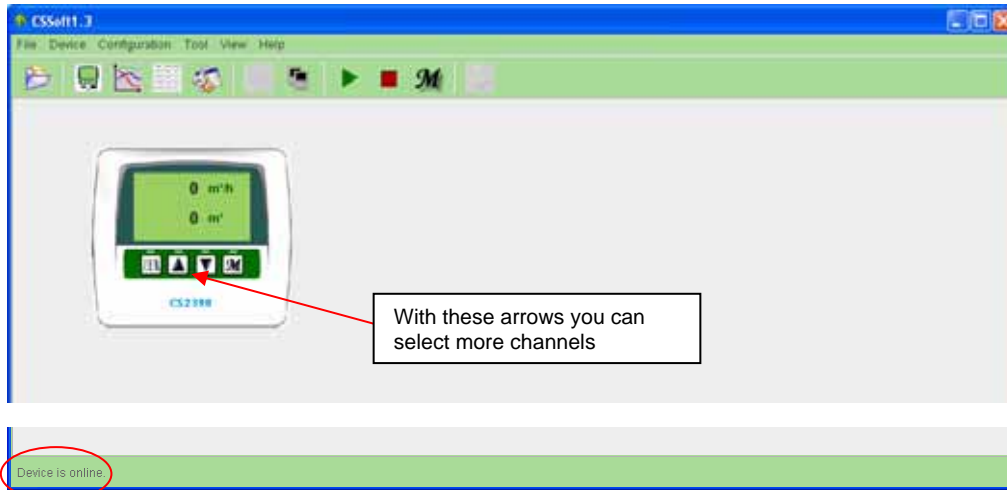 CSSoft1.3
File Device Configuration Tool View Help
M
0 m³/h
0 m³
M
CS2398
With these arrows you can
select more channels
Device is online.